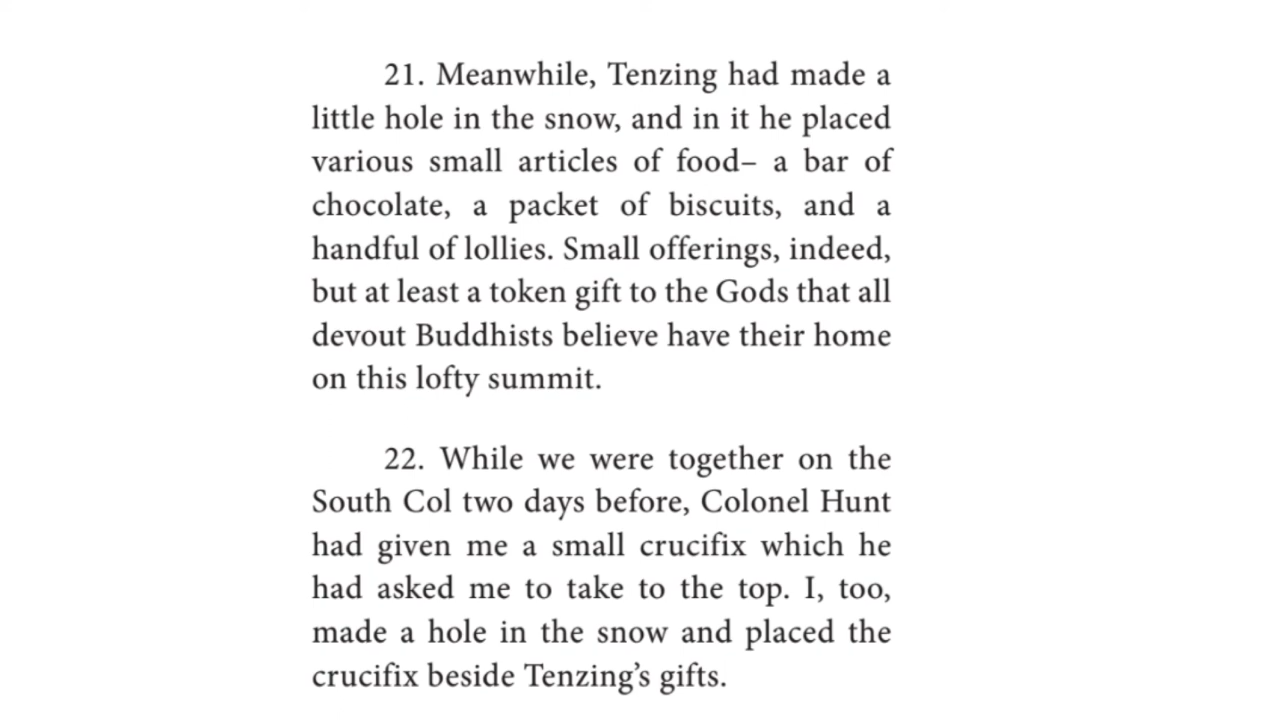 21. Meanwhile, Tenzing had made a
little hole in the snow, and in it he placed
various small articles of food– a bar of
chocolate, a packet of biscuits, and a
handful of lollies. Small offerings, indeed,
but at least a token gift to the Gods that all
devout Buddhists believe have their home
on this lofty summit.
22. While we were together on the
South Col two days before, Colonel Hunt
had given me a small crucifix which he
had asked me to take to the top. I, too,
made a hole in the snow and placed the
crucifix beside Tenzing’s gifts.